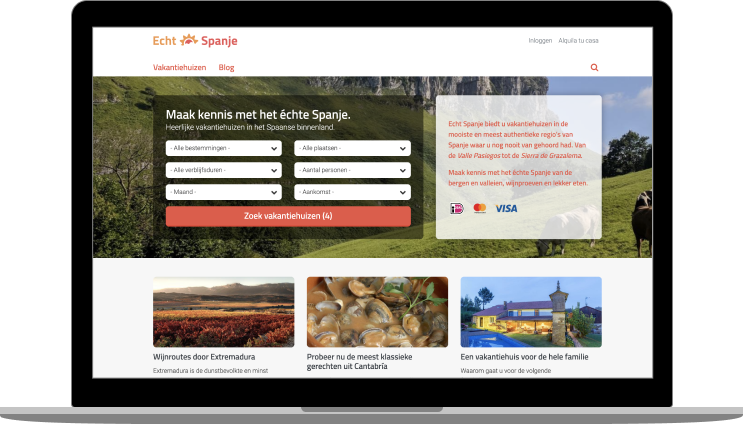 Echt Spanje
Inloggen Alquila tu casa
Vakantiehuizen Blog
Maak kennis met het échte Spanje.
Heerlijke vakantiehuizen in het Spaanse binnenland.
- Alle bestemmingen - - Alle plaatsen -
- Alle verblijfsduren - - Aantal personen -
- Maand - - Aankomst -
Zoek vakantiehuizen (4)
Echt Spanje biedt u vakantiehuizen in de
mooiste en meest authentieke regio's van
Spanje waar u nog nooit van gehoord had. Van
de Valle Pasiegos tot de Sierra de Grazalema.
Maak kennis met het échte Spanje van de
bergen en valleien, wijnproeven en lekker eten.
iD VISA
Wijnroutes door Extremadura
Extremadura is de dunstbevolkte en minst
Probeer nu de meest klassieke
gerechten uit Cantabría
Een vakantiehuis voor de hele familie
Waarom gaat u voor de volgende